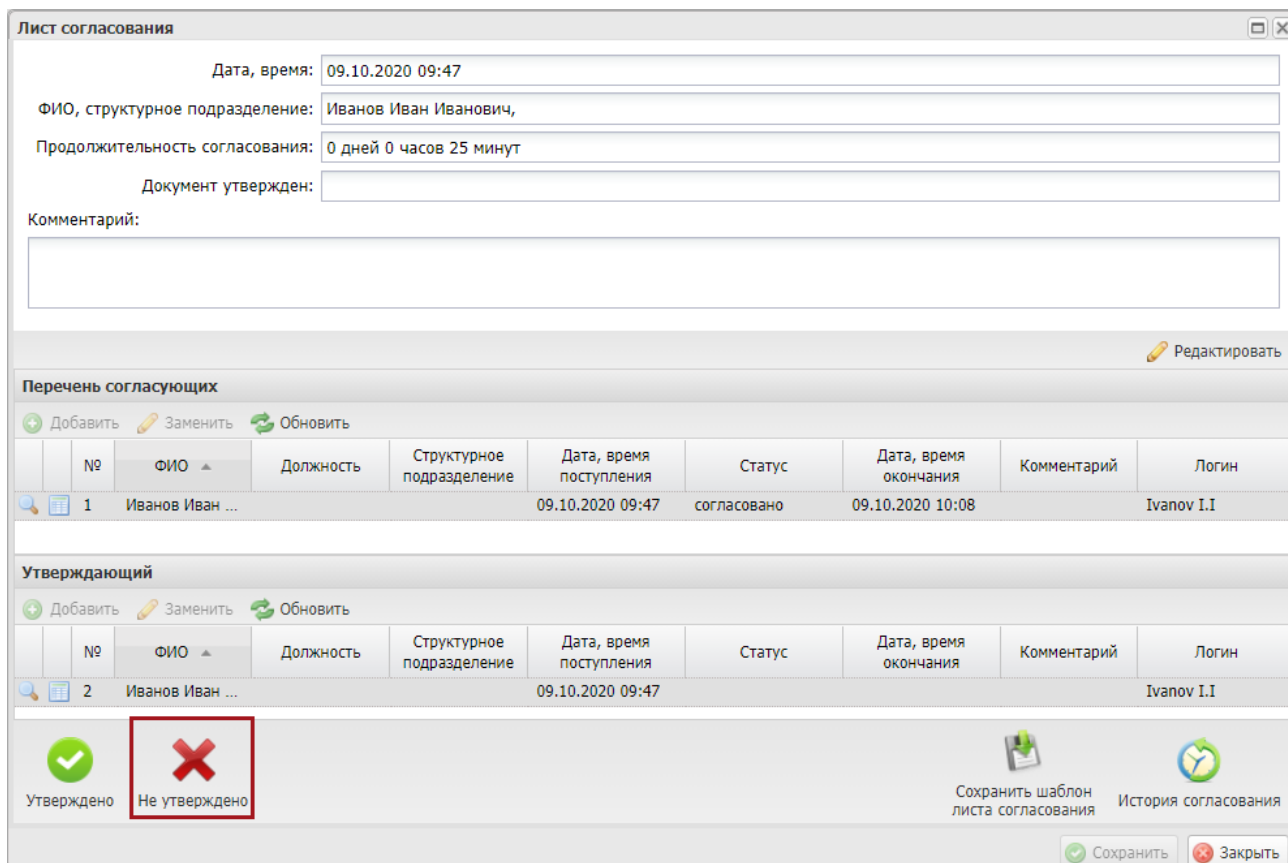 Лист согласования
Дата, время: 09.10.2020 09:47
ФИО, структурное подразделение: Иванов Иван Иванович,
Продолжительность согласования: 0 дней 0 часов 25 минут
Документ утвержден:
Комментарий:
Редактировать
Перечень согласующих
Добавить Заменить Обновить
№ ФИО Должность Структурное подразделение Дата, время поступления Статус Дата, время окончания Комментарий Логин
1 Иванов Иван ... 09.10.2020 09:47 согласовано 09.10.2020 10:08 Ivanov I.I
Утверждающий
Добавить Заменить Обновить
№ ФИО Должность Структурное подразделение Дата, время поступления Статус Дата, время окончания Комментарий Логин
2 Иванов Иван ... 09.10.2020 09:47 Ivanov I.I
Утверждено Не утверждено Сохранить шаблон листа согласования История согласования
Сохранить Закрыть